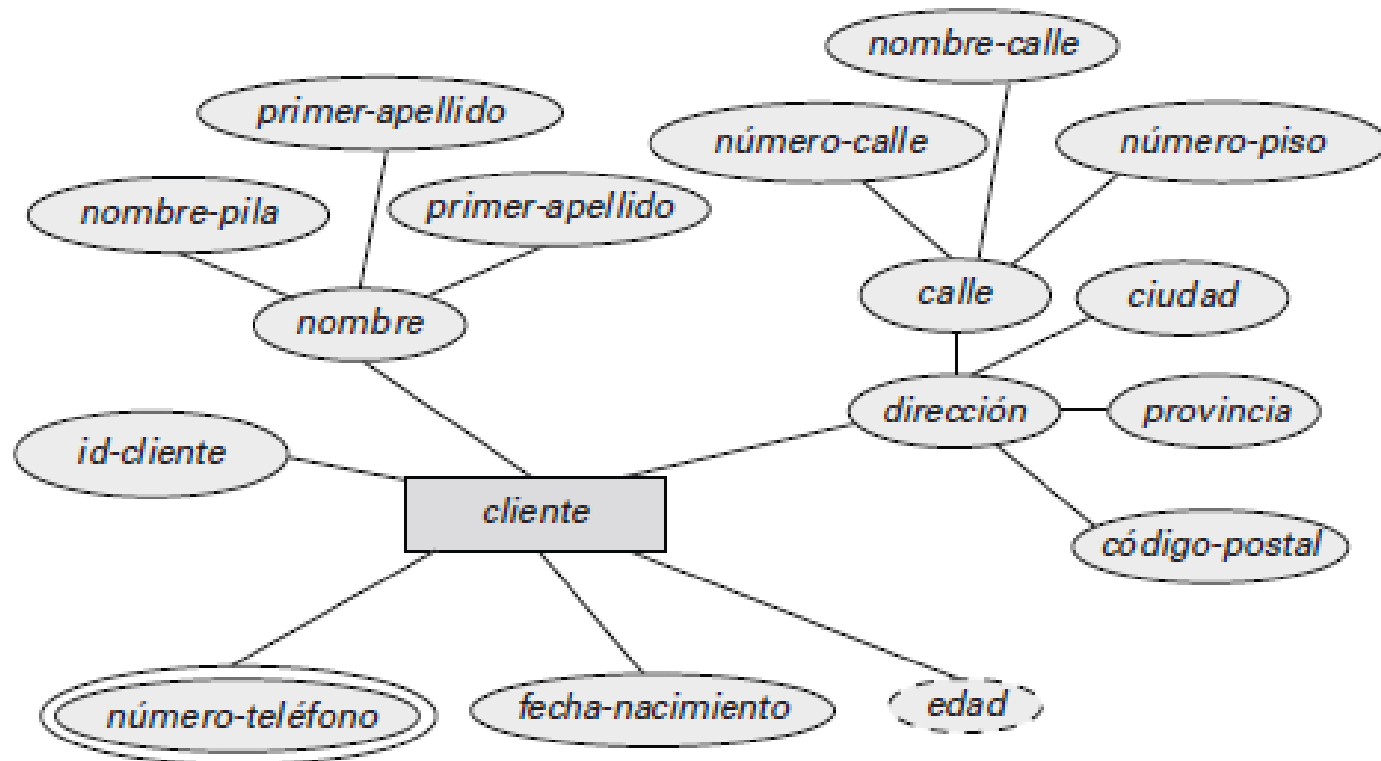 nombre-calle
primer-apellido
número-calle
número-piso
nombre-pila
primer-apellido
calle
ciudad
nombre
dirección
provincia
id-cliente
cliente
código-postal
número-teléfono
fecha-nacimiento
edad